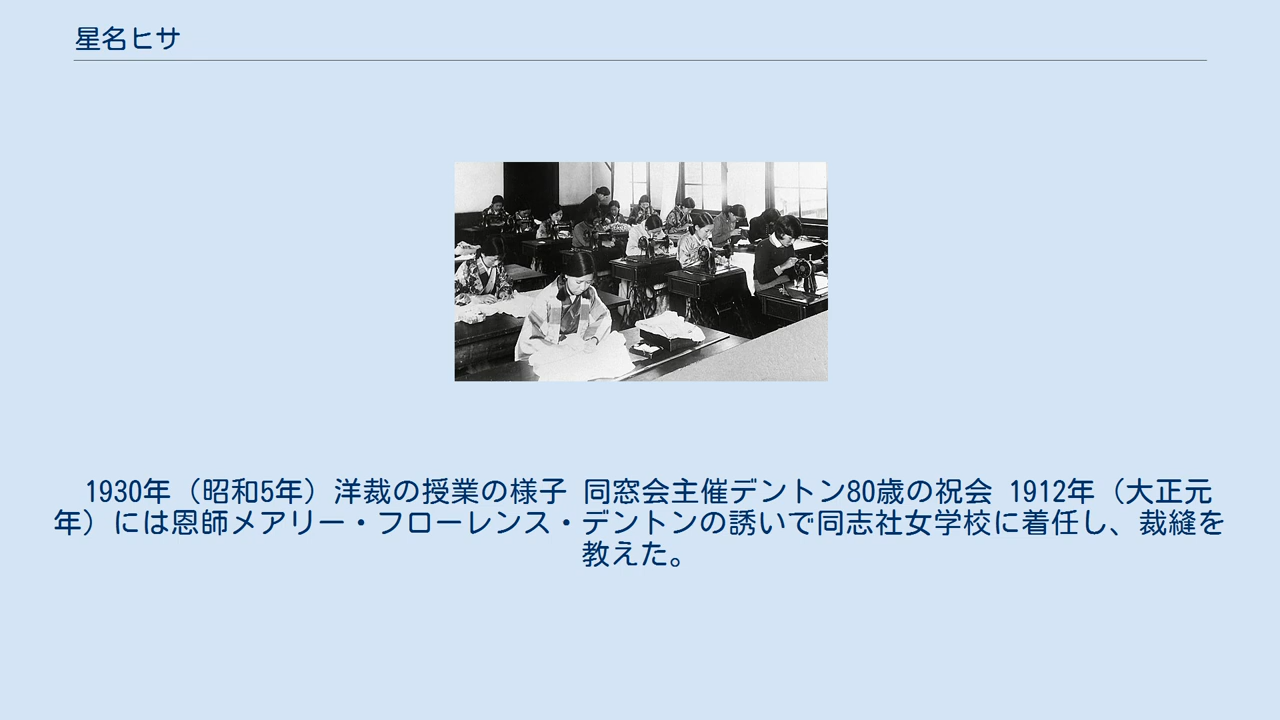 星名ヒサ
1930年（昭和5年）洋裁の授業の様子 同窓会主催デントン80歳の祝会 1912年（大正元
年）には恩師メアリー・フローレンス・デントンの誘いで同志社女学校に着任し、裁縫を
教えた。